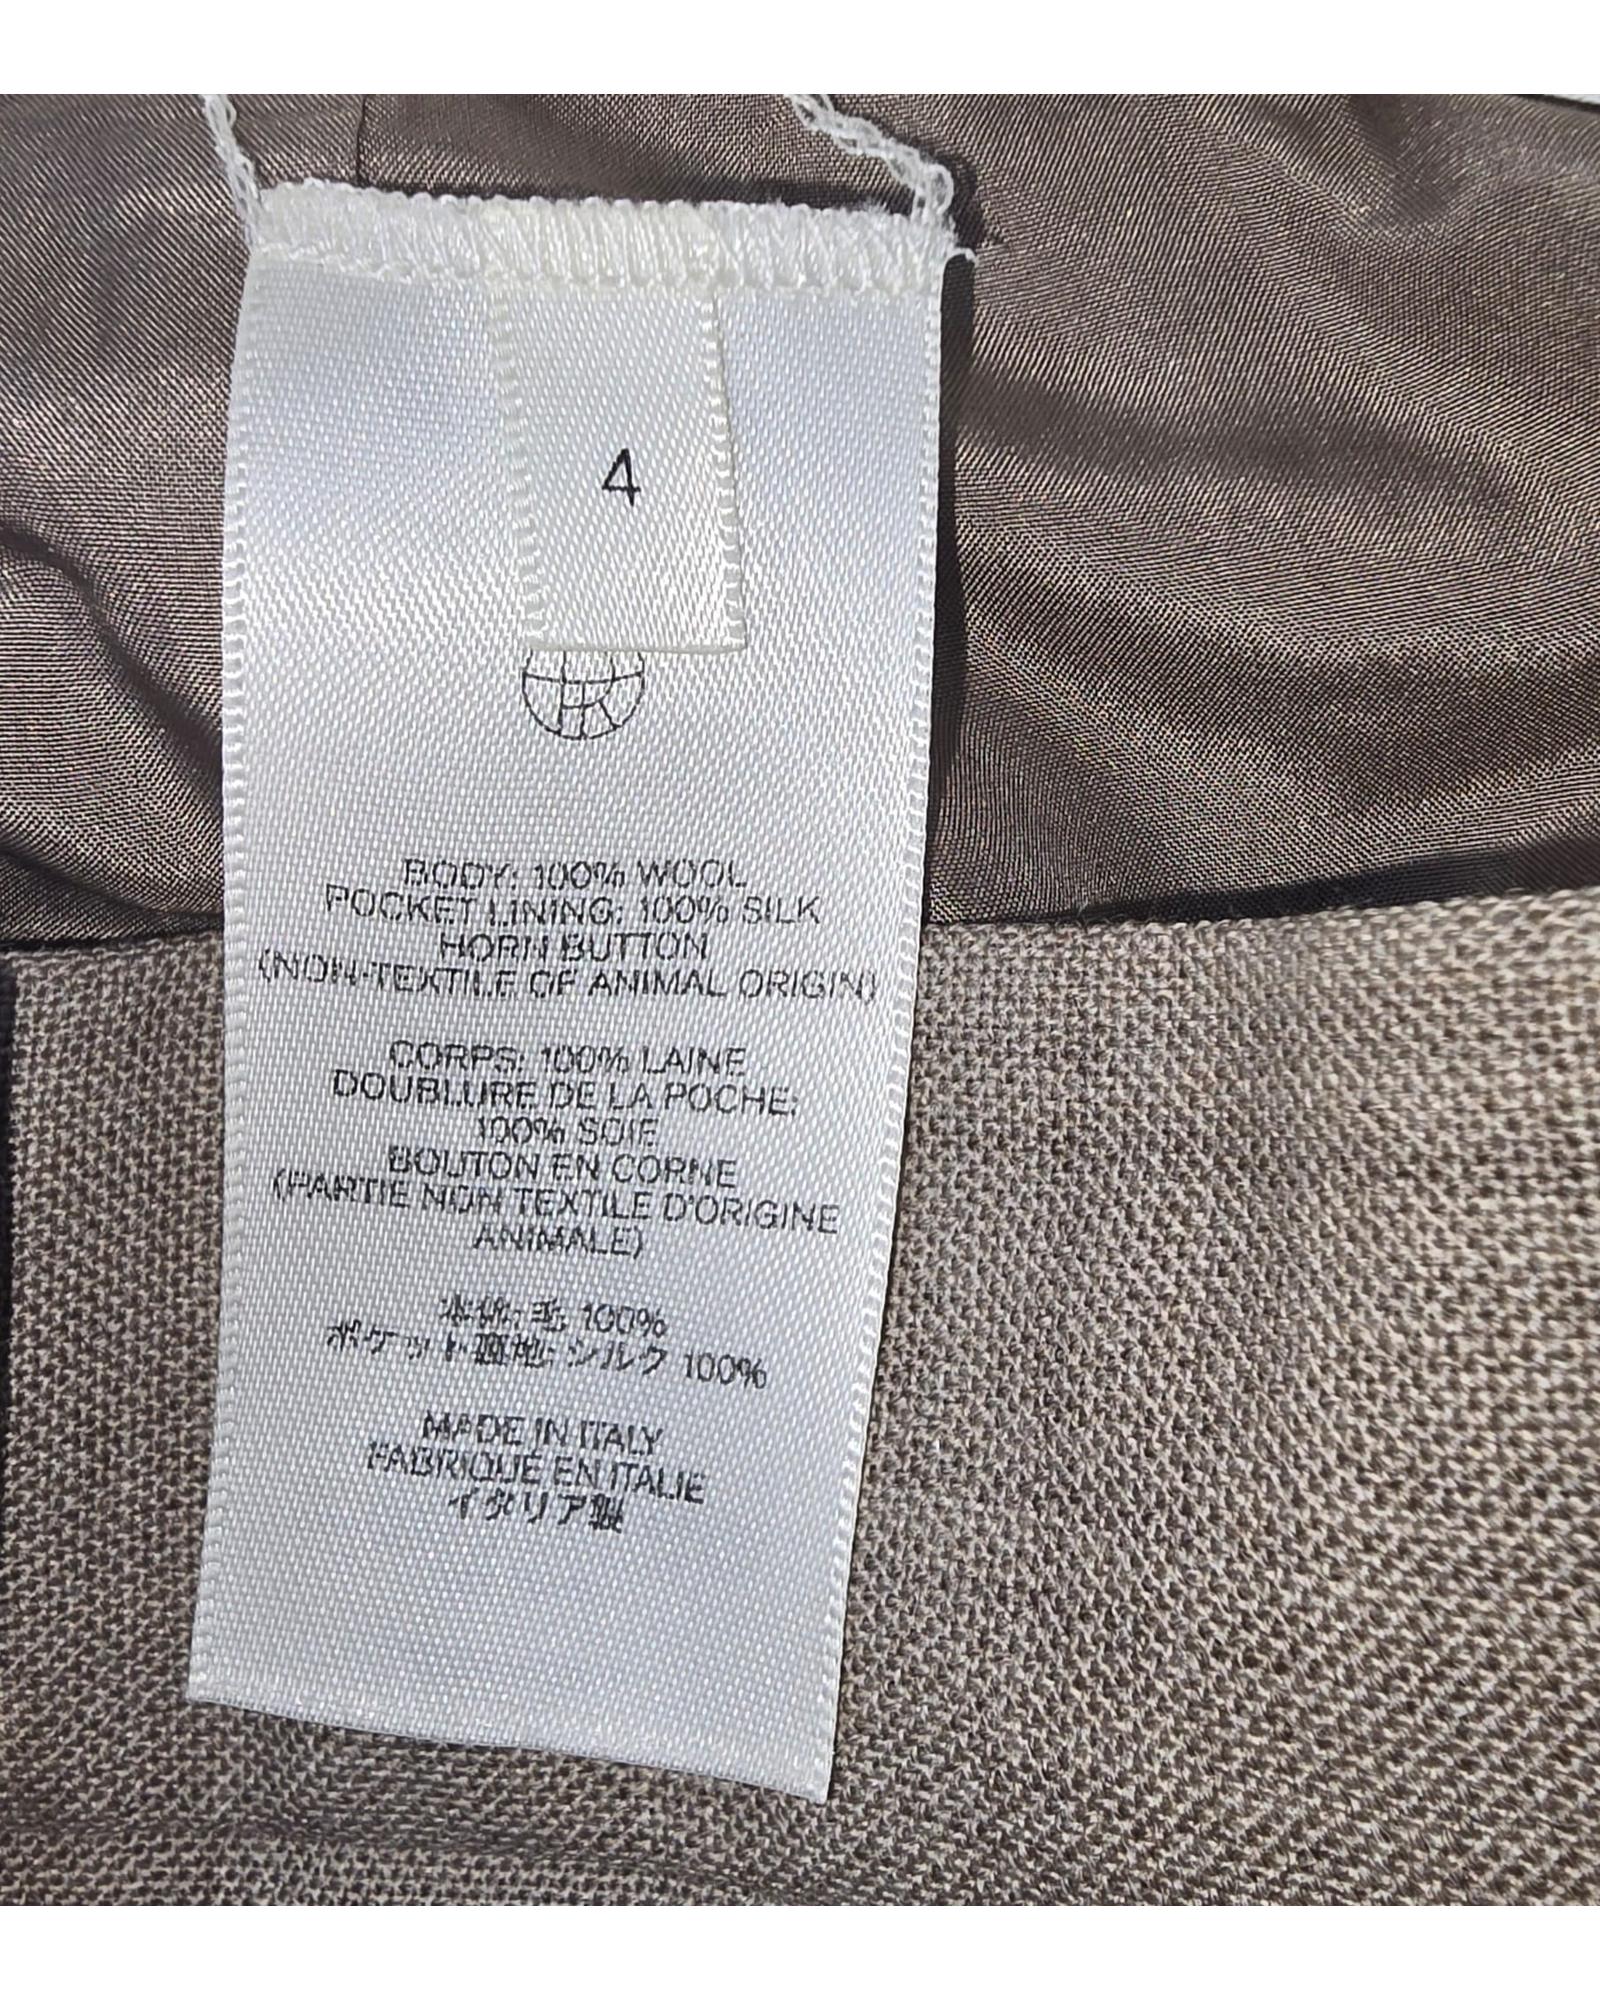 4
BODY: 100% WOOL
POCKET LINING: 100% SILK
HORN BUTTON
(NON-TEXTILE OF ANIMAL ORIGIN)
CORPS: 100% LAINE
DOUBLURE DE LA POCHE:
100% SOIE
BOUTON EN CORNE
(PARTIE NON TEXTILE D'ORIGINE
ANIMALE)
本体: 毛 100%
ポケット裏地: シルク 100%
MADE IN ITALY
FABRIQUE EN ITALIE
イタリア製